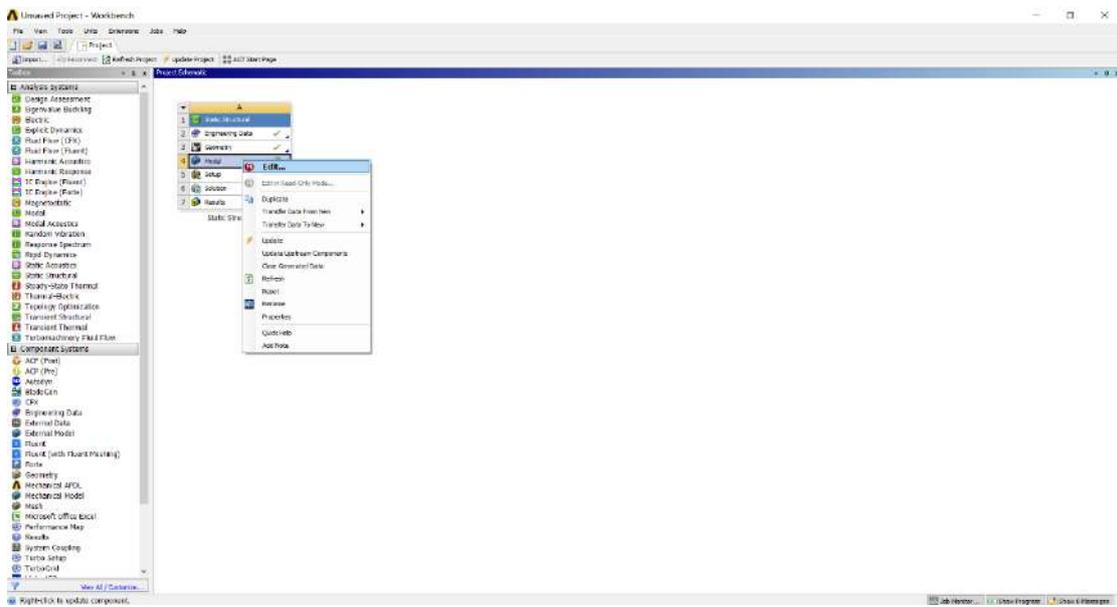 Unsaved Project - Workbench
File View Tools Units Extensions Jobs Help
Project
Import... Reconnect Refresh Project Update Project ACT Start Page
Toolbox
Project Schematic
Analysis Systems
Design Assessment
Eigenvalue Buckling
Electric
Explicit Dynamics
Fluid Flow (CFX)
Fluid Flow (Fluent)
Harmonic Acoustics
Harmonic Response
IC Engine (Fluent)
IC Engine (Forte)
Magnetostatic
Modal
Modal Acoustics
Random Vibration
Response Spectrum
Rigid Dynamics
Static Acoustics
Static Structural
Steady-State Thermal
Thermal-Electric
Topology Optimization
Transient Structural
Transient Thermal
Turbomachinery Fluid Flow
Component Systems
ACP (Post)
ACP (Pre)
Autodyn
BladeGen
CFX
Engineering Data
External Data
External Model
Fluent
Fluent (with Fluent Meshing)
Forte
Geometry
Mechanical APDL
Mechanical Model
Mesh
Microsoft Office Excel
Performance Map
Results
System Coupling
Turbo Setup
TurboGrid
View All / Customize...
A
1 Static Structural
2 Engineering Data
3 Geometry
4 Model
5 Setup
6 Solution
7 Results
Static Stru
Edit...
Edit in Read-Only Mode...
Duplicate
Transfer Data From New
Transfer Data To New
Update
Update Upstream Components
Clear Generated Data
Refresh
Reset
Rename
Properties
Quick Help
Add Note
Right-click to update component.
Job Monitor... Show Progress Show 0 Messages